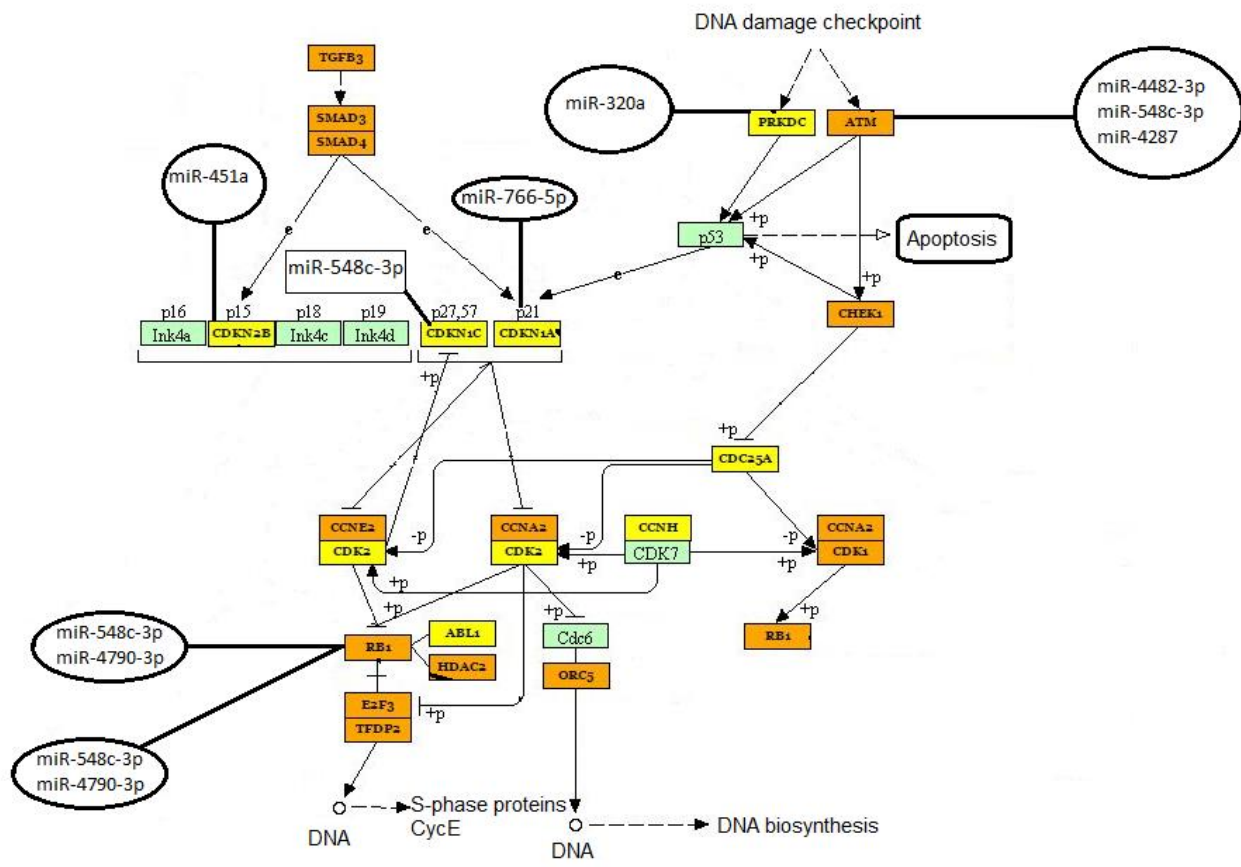 DNA damage checkpoint
TGFB3
miR-320a
miR-4482-3p
miR-548c-3p
miR-4287
SMAD3
SMAD4
PRKDC
ATM
miR-451a
miR-766-5p
+p
p53
Apoptosis
e
e
+p
miR-548c-3p
e
+p
p16
p15
p18
p19
p27,57
p21
CHEK1
Ink4a
CDKN2B
Ink4c
Ink4d
CDKN1C
CDKN1A
+p
+p
CDC25A
CCNE2
CCNA2
CCNH
CCNA2
-p
-p
-p
CDK2
CDK2
CDK7
CDK1
+p
+p
+p
+p
+p
+p
miR-548c-3p
miR-4790-3p
RB1
ABL1
Cdc6
RB1
HDAC2
ORC5
E2F3
+p
TFDP2
miR-548c-3p
miR-4790-3p
S-phase proteins
CycE
DNA
DNA biosynthesis
DNA